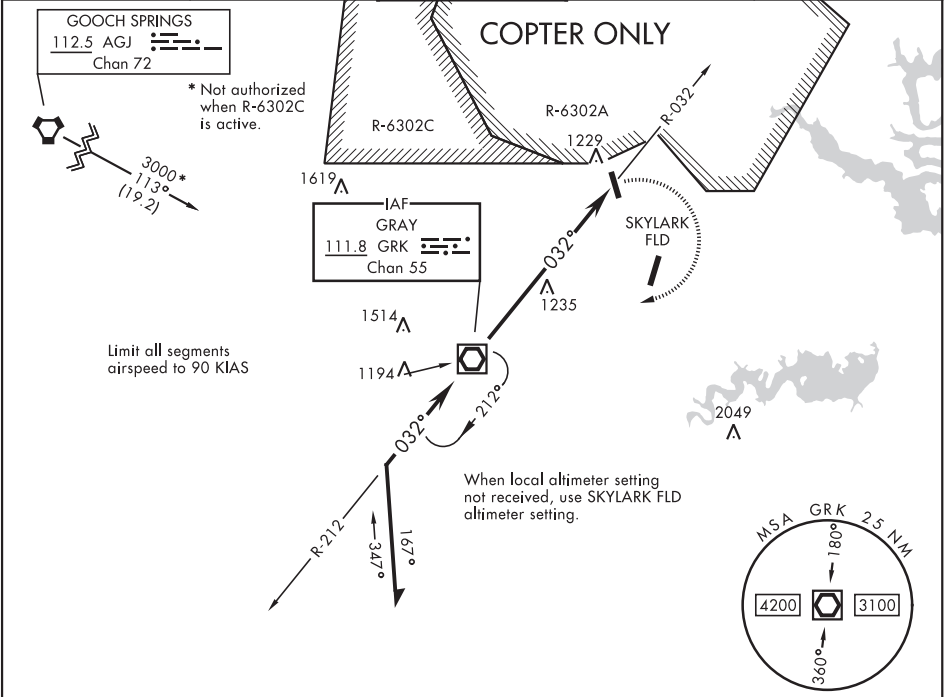 GOOCH SPRINGS
112.5 AGJ
Chan 72
* Not authorized
when R-6302C
is active.
COPTER ONLY
R-6302C
R-6302A
R-032
1229
3000*
113°
(19.2)
1619
IAF
GRAY
111.8 GRK
Chan 55
SKYLARK
FLD
032°
1235
1514
1194
Limit all segments
airspeed to 90 KIAS
212°
032°
2049
When local altimeter setting
not received, use SKYLARK FLD
altimeter setting.
R-212
347°
167°
MSA GRK 25 NM
180°
4200
3100
360°